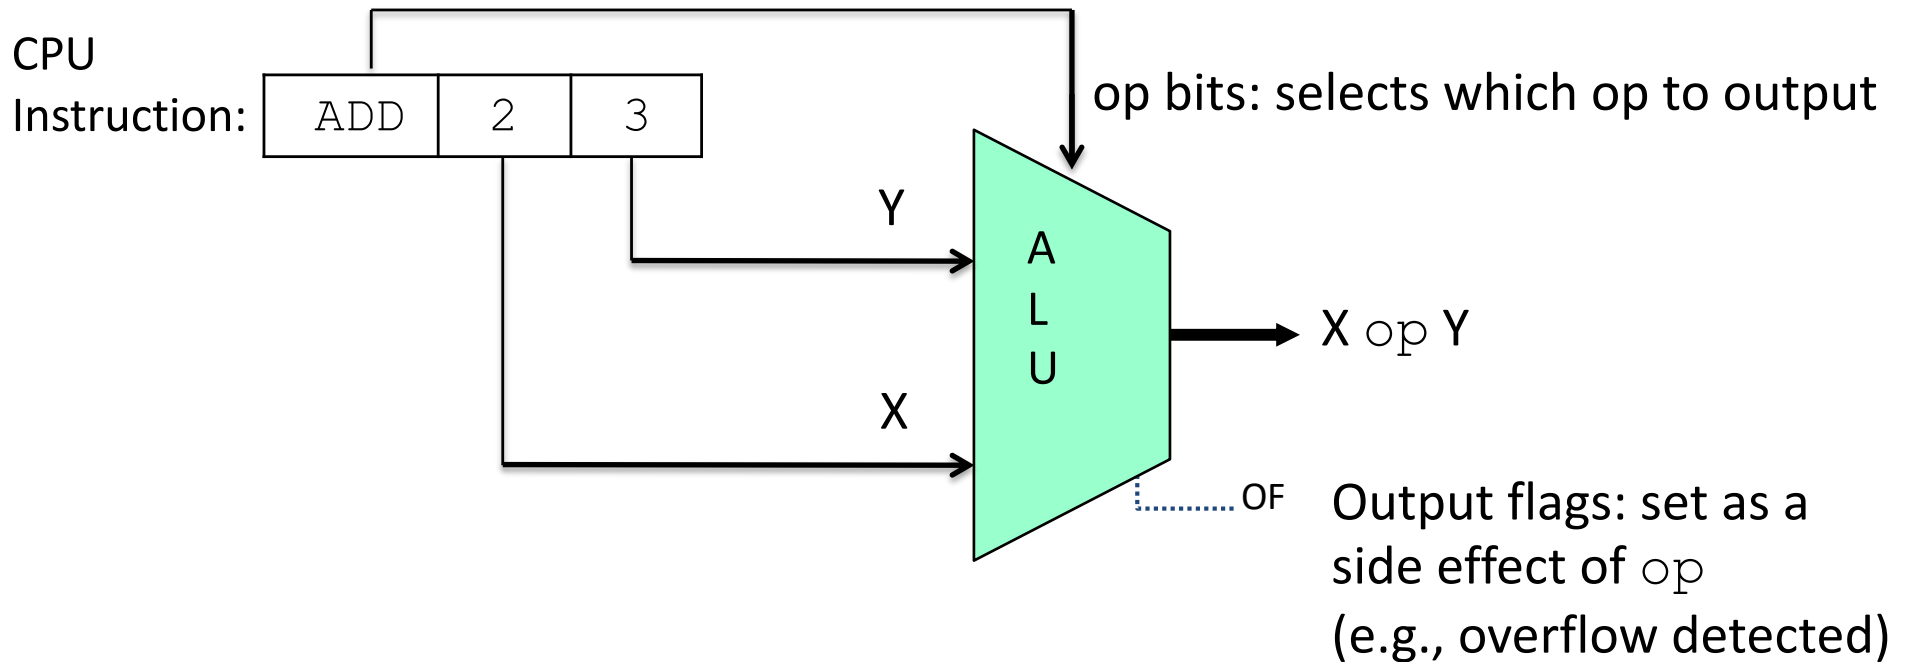 CPU
Instruction:
ADD 2 3
op bits: selects which op to output
Y
A
L
U
X op Y
X
OF
Output flags: set as a
side effect of op
(e.g., overflow detected)